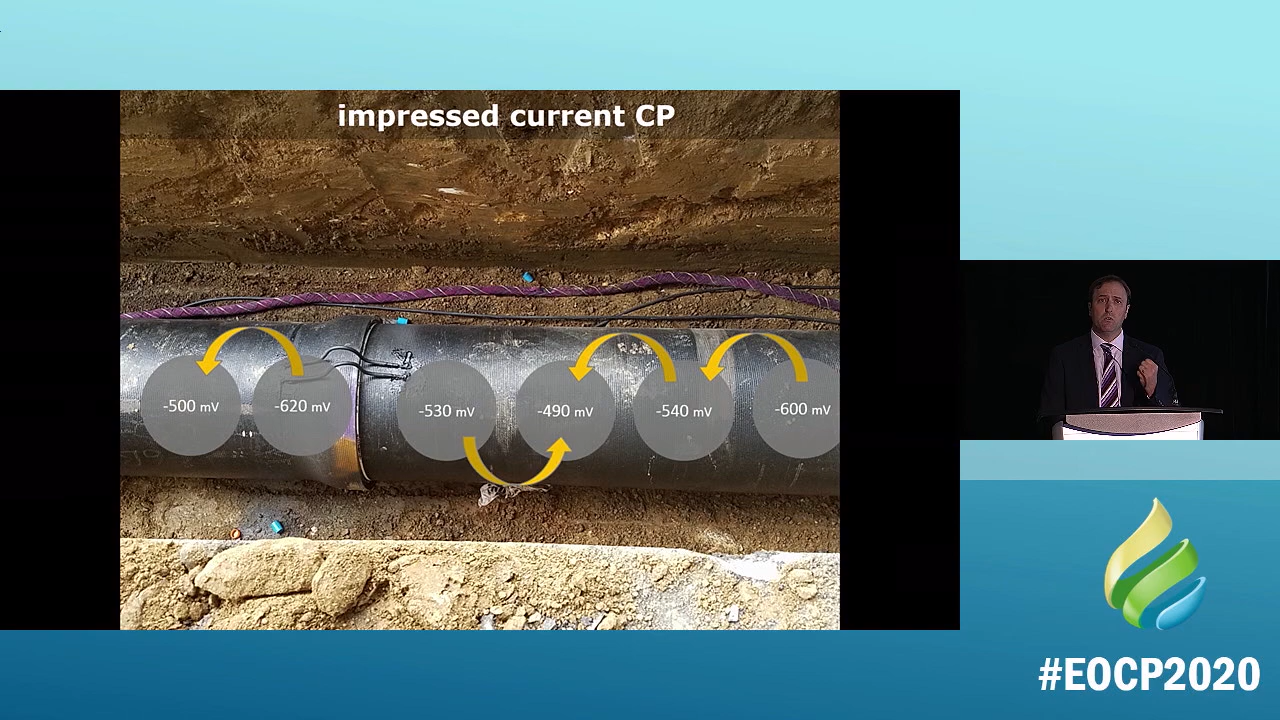 impressed current CP
-500 mV
-620 mV
-530 mV
-490 mV
-540 mV
-600 mV
#EOCP2020